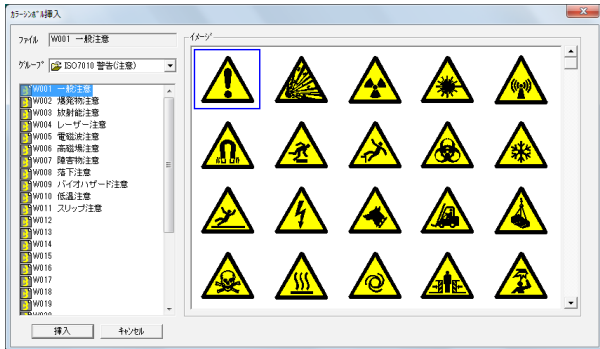 ｶﾗｰｼﾝﾎﾞﾙ挿入
ﾌｧｲﾙ W001 一般注意
ｸﾞﾙｰﾌﾟ ISO7010 警告(注意)
W001 一般注意
W002 爆発物注意
W003 放射能注意
W004 レーザー注意
W005 電磁波注意
W006 高磁場注意
W007 障害物注意
W008 落下注意
W009 バイオハザード注意
W010 低温注意
W011 スリップ注意
W012
W013
W014
W015
W016
W017
W018
W019
挿入 ｷｬﾝｾﾙ
ｲﾒｰｼﾞ